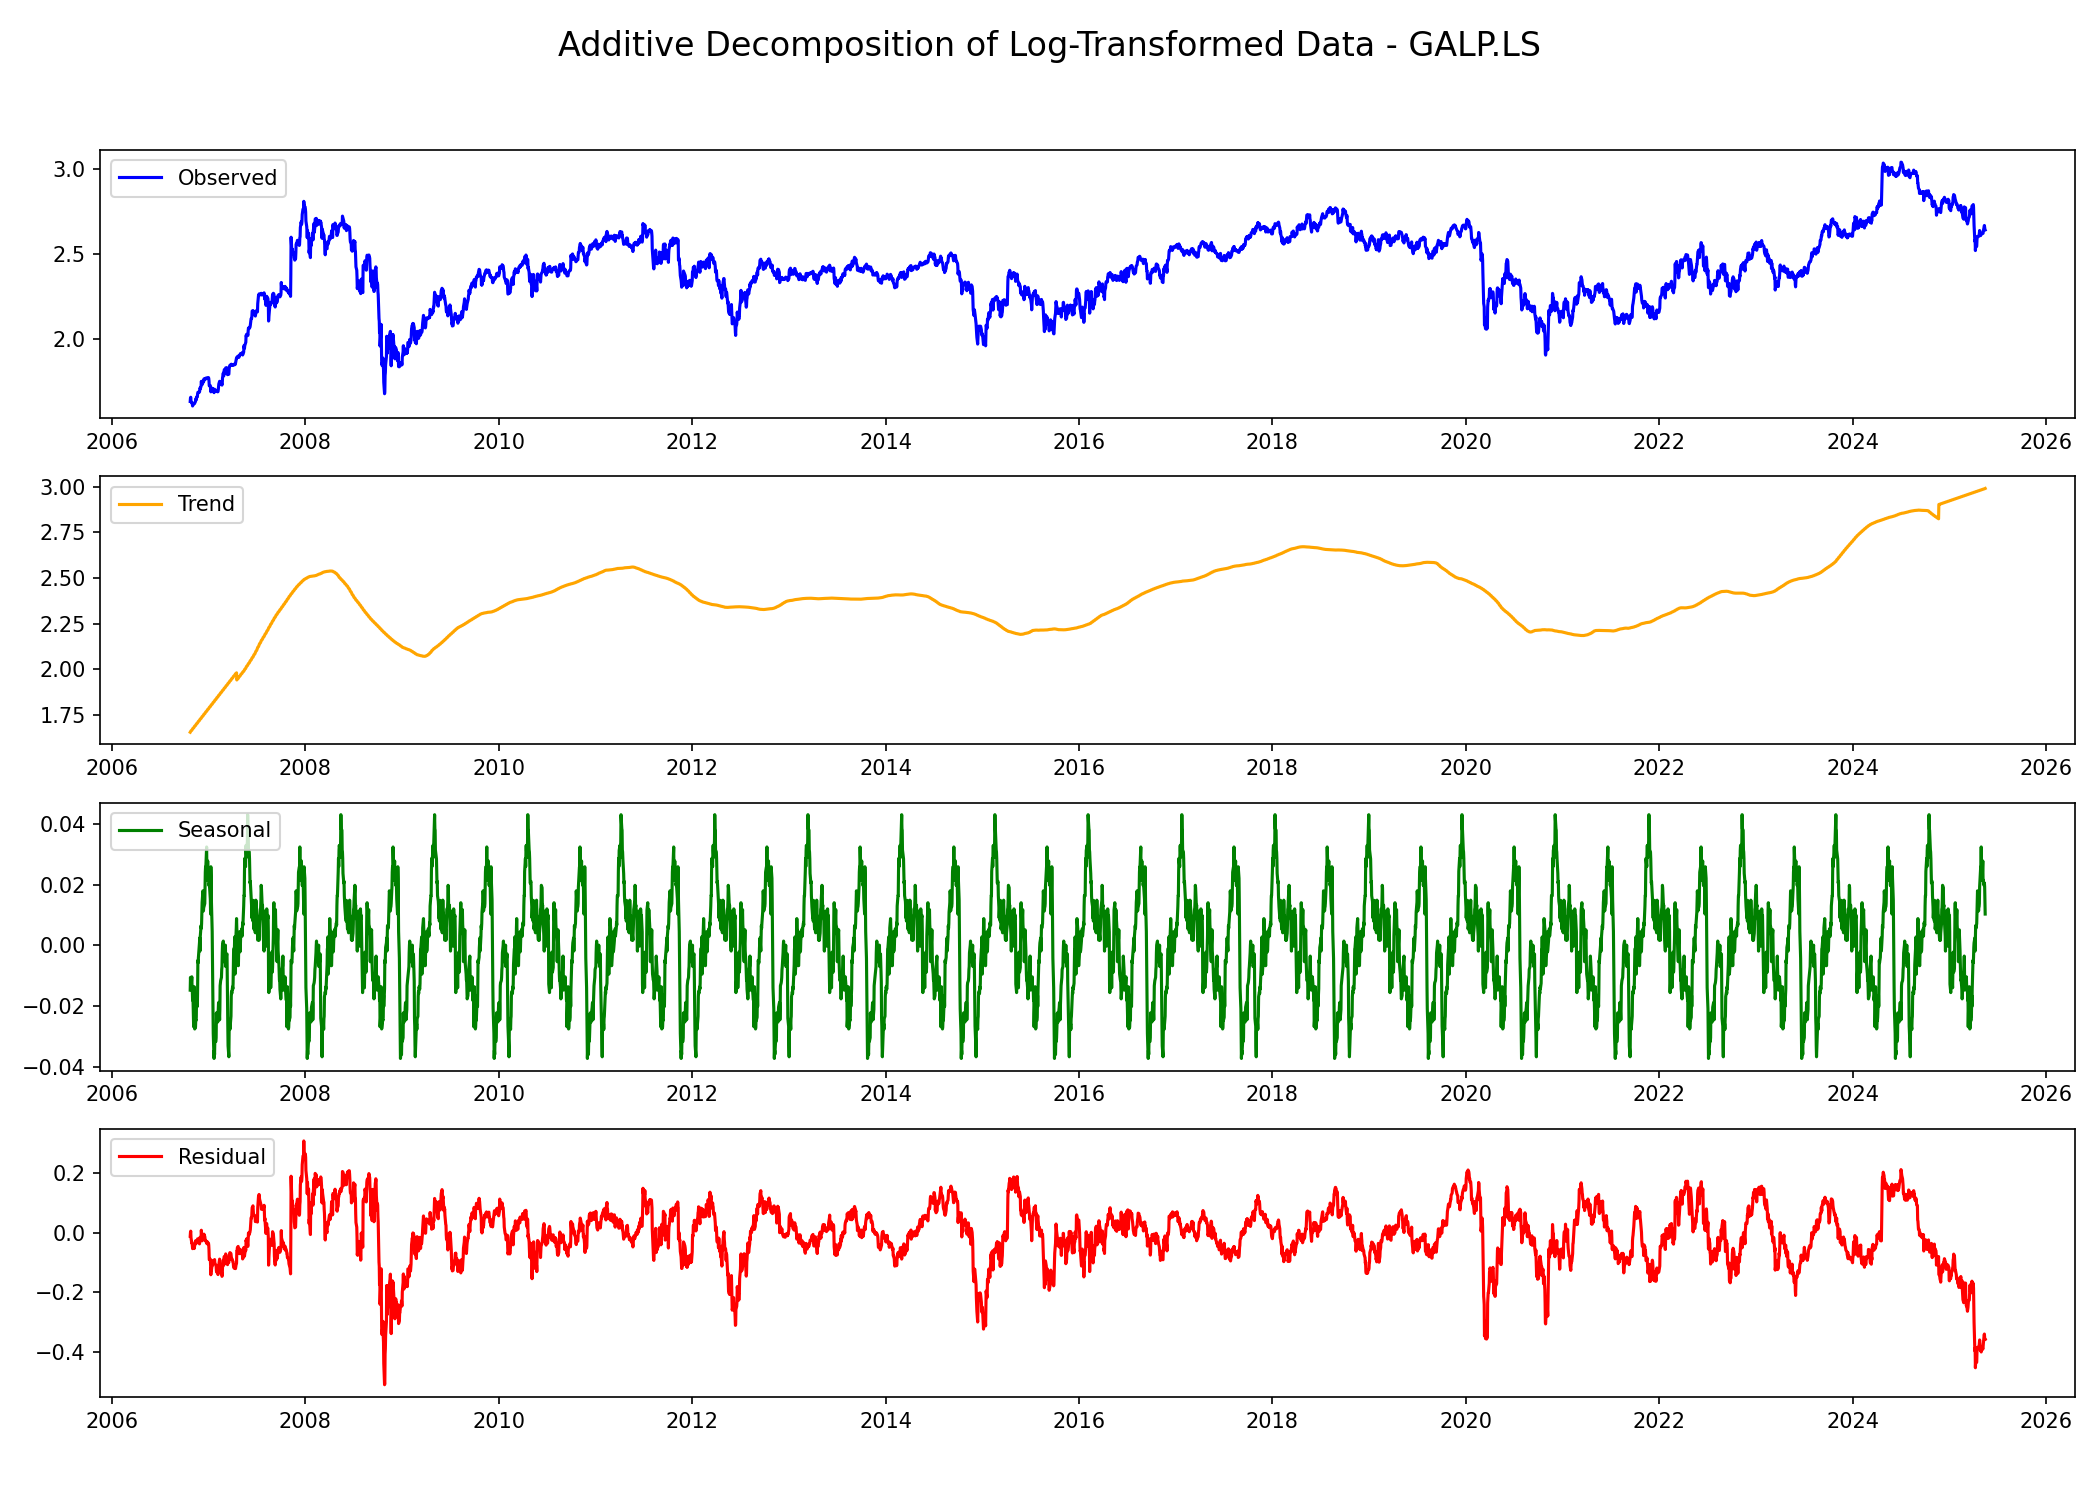 Additive Decomposition of Log-Transformed Data - GALP.LS
Observed
3.0
2.5
2.0
2006 2008 2010 2012 2014 2016 2018 2020 2022 2024 2026
Trend
3.00
2.75
2.50
2.25
2.00
1.75
2006 2008 2010 2012 2014 2016 2018 2020 2022 2024 2026
Seasonal
0.04
0.02
0.00
−0.02
−0.04
2006 2008 2010 2012 2014 2016 2018 2020 2022 2024 2026
Residual
0.2
0.0
−0.2
−0.4
2006 2008 2010 2012 2014 2016 2018 2020 2022 2024 2026